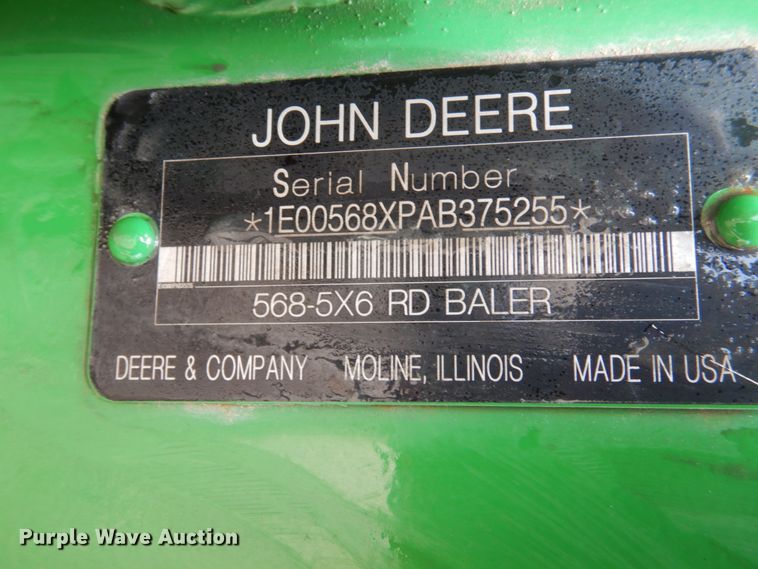 JOHN DEERE
Serial Number
*1E00568XPAB375255*
568-5X6 RD BALER
DEERE & COMPANY MOLINE, ILLINOIS MADE IN USA
Purple Wave Auction